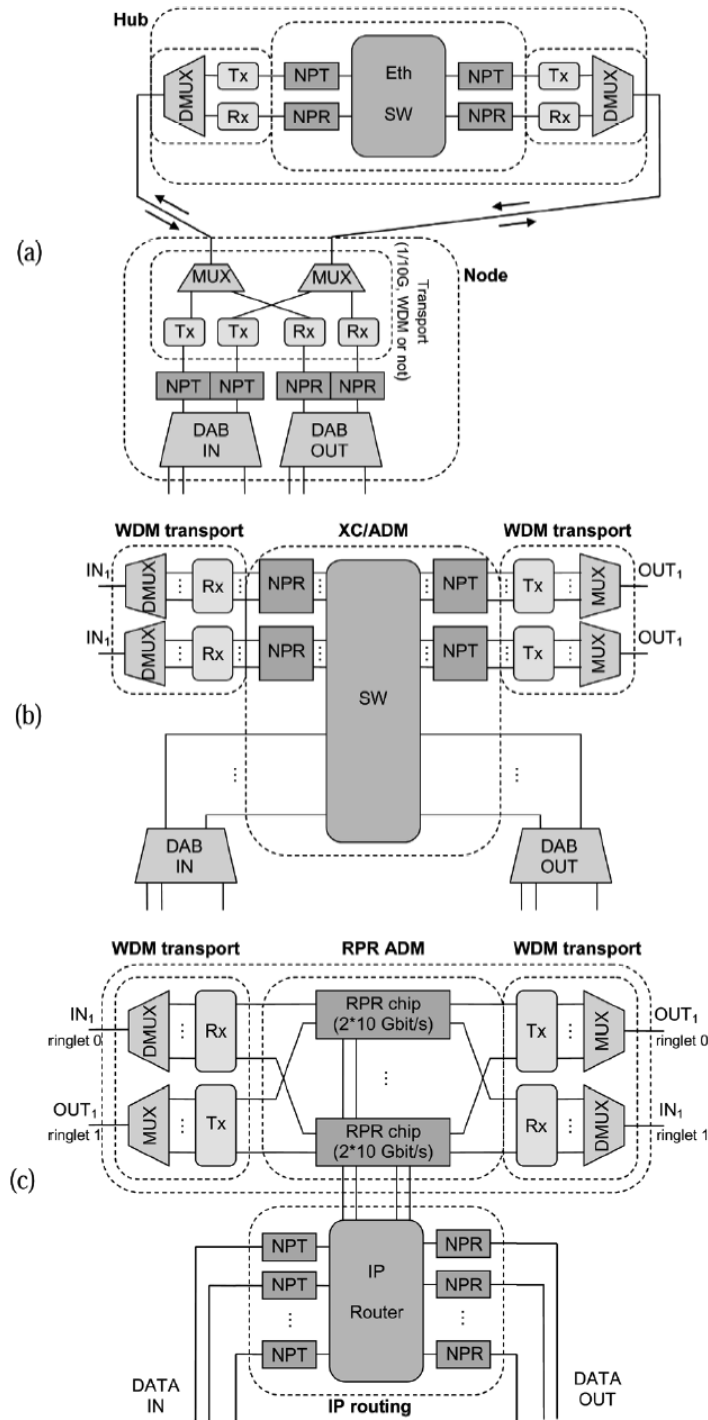 Hub
DMUX
Tx
NPT
Eth
SW
NPT
Tx
DMUX
Rx
NPR
NPR
Rx
(a)
Node
MUX
MUX
Transport
(1/10G, WDM or not)
Tx
Tx
Rx
Rx
NPT
NPT
NPR
NPR
DAB
IN
DAB
OUT
WDM transport
XC/ADM
WDM transport
IN1
DMUX
Rx
NPR
NPT
Tx
MUX
OUT1
IN1
DMUX
Rx
NPR
NPT
Tx
MUX
OUT1
SW
(b)
DAB
IN
DAB
OUT
WDM transport
RPR ADM
WDM transport
IN1
ringlet 0
DMUX
Rx
RPR chip
(2*10 Gbit/s)
Tx
MUX
OUT1
ringlet 0
OUT1
ringlet 1
MUX
Tx
RPR chip
(2*10 Gbit/s)
Rx
DMUX
IN1
ringlet 1
(c)
NPT
NPR
IP
Router
NPT
NPR
NPT
NPR
DATA
IN
DATA
OUT
IP routing